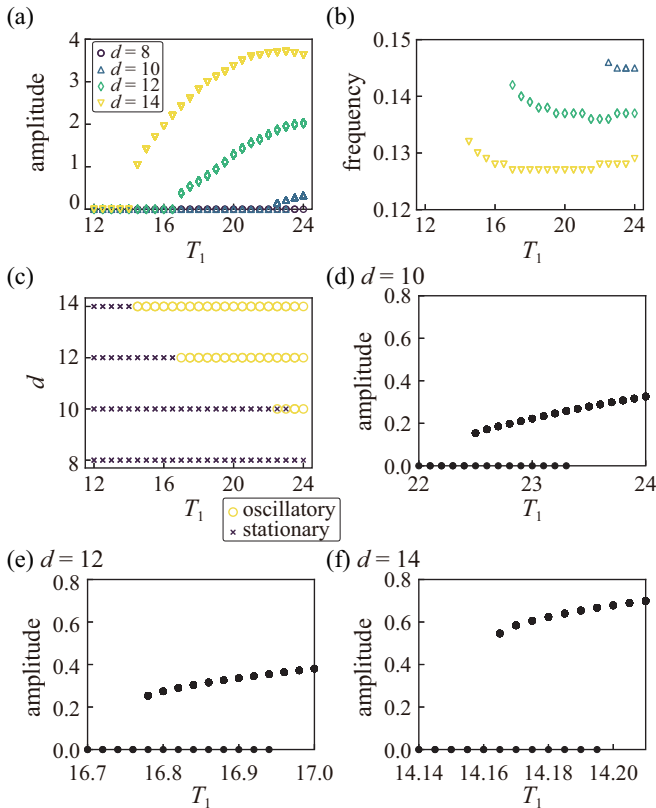 (a)
amplitude
4
3
2
1
0
d = 8
d = 10
d = 12
d = 14
12 16 20 24
T1
(b)
frequency
0.15
0.14
0.13
0.12
12 16 20 24
T1
(c)
d
14
12
10
8
12 16 20 24
T1
oscillatory
stationary
(d) d = 10
amplitude
0.8
0.6
0.4
0.2
0.0
22 23 24
T1
(e) d = 12
amplitude
0.8
0.6
0.4
0.2
0.0
16.7 16.8 16.9 17.0
T1
(f) d = 14
amplitude
0.8
0.6
0.4
0.2
0.0
14.14 14.16 14.18 14.20
T1